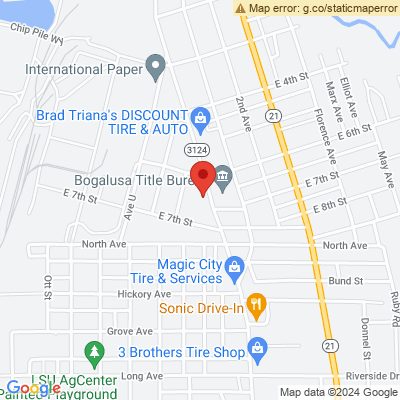 Map error: g.co/staticmaperror
Chip Pile Wy
International Paper
E 4th St
2nd Ave
Elliot Ave
Marx Ave
May Ave
Florence Ave
Brad Triana's DISCOUNT
TIRE & AUTO
21
E 6th St
3124
Bogalusa Title Bure
E 7th St
E 7th St
Ave U
E 7th St
E 8th St
North Ave
North Ave
Magic City
Tire & Services
Bund St
Ott St
Hickory Ave
Sonic Drive-In
Ruby Rd
Grove Ave
Donnel St
3 Brothers Tire Shop
21
LSU AgCenter
Painted Playground
Long Ave
Riverside Dr
Google
Map data ©2024 Google